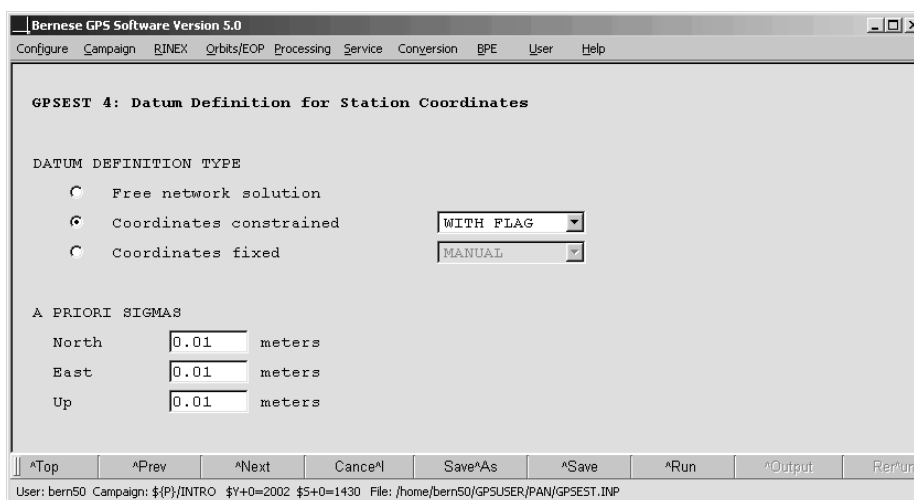 Bernese GPS Software Version 5.0
Configure Campaign RINEX Orbits/EOP Processing Service Conversion BPE User Help
GPSEST 4: Datum Definition for Station Coordinates
DATUM DEFINITION TYPE
Free network solution
Coordinates constrained WITH FLAG
Coordinates fixed MANUAL
A PRIORI SIGMAS
North 0.01 meters
East 0.01 meters
Up 0.01 meters
^Top ^Prev ^Next Cance^l Save^As ^Save ^Run ^Output Rer^un
User: bern50 Campaign: ${P}/INTRO $Y+0=2002 $S+0=1430 File: /home/bern50/GPSUSER/PAN/GPSEST.INP